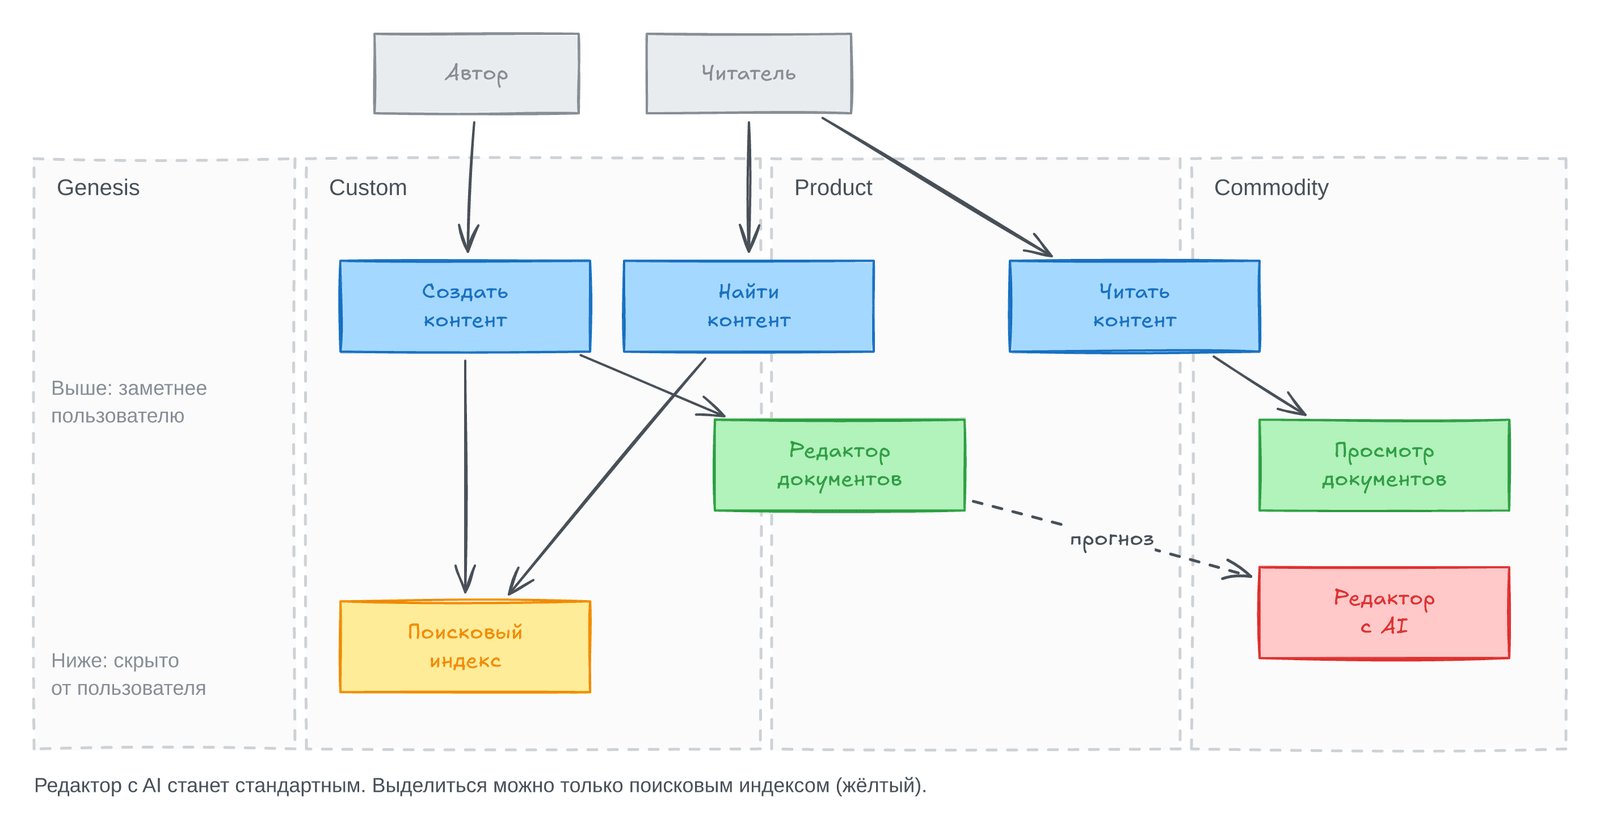 Автор
Читатель
Genesis
Custom
Product
Commodity
Создать
контент
Найти
контент
Читать
контент
Выше: заметнее
пользователю
Редактор
документов
Просмотр
документов
прогноз
Редактор
с AI
Поисковый
индекс
Ниже: скрыто
от пользователя
Редактор с AI станет стандартным. Выделиться можно только поисковым индексом (жёлтый).